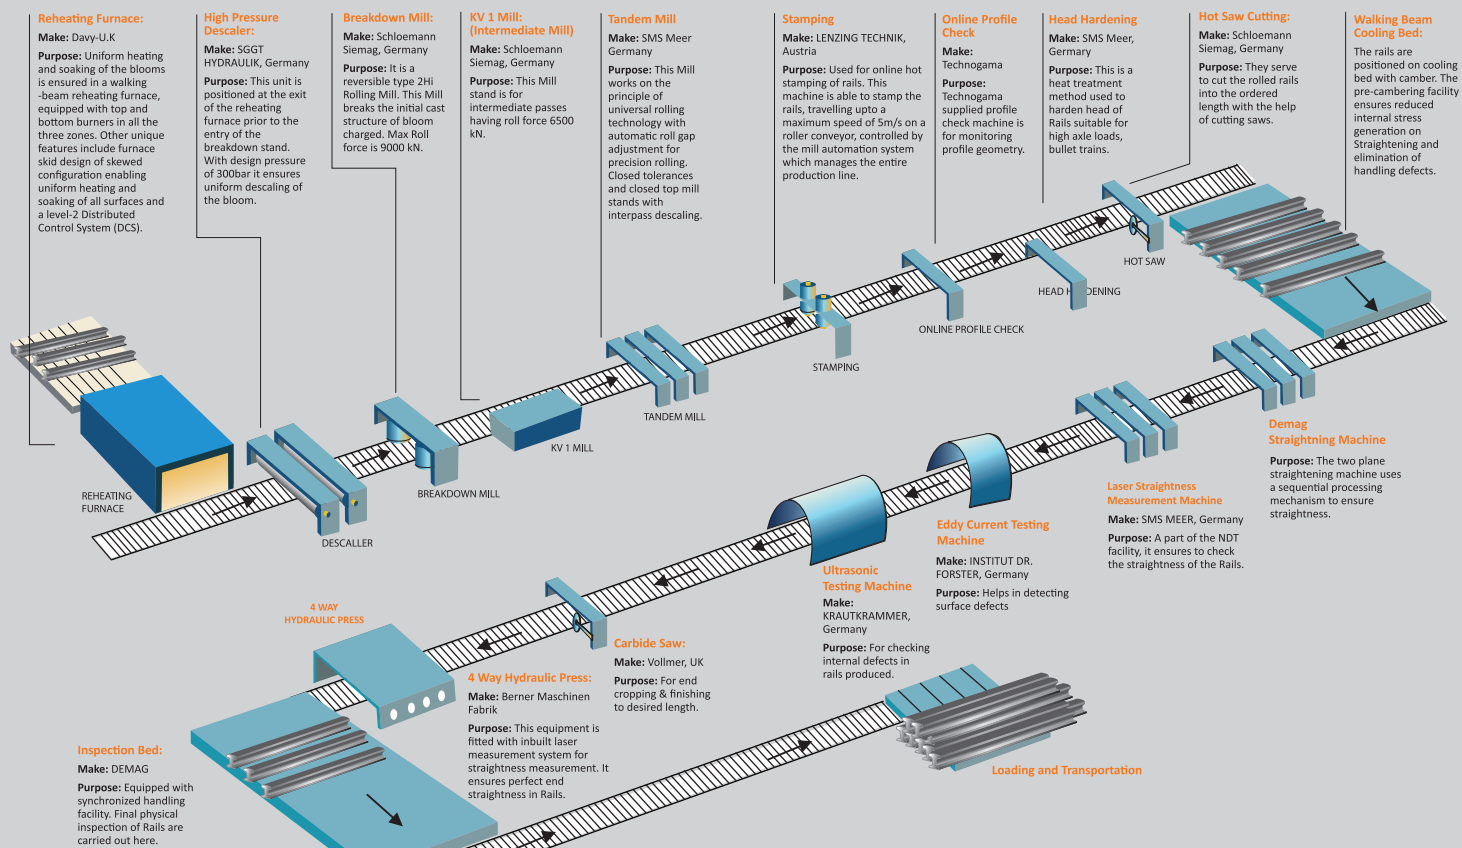 Reheating Furnace:
Make: Davy-U.K
Purpose: Uniform heating
and soaking of the blooms
is ensured in a walking
-beam reheating furnace,
equipped with top and
bottom burners in all the
three zones. Other unique
features include furnace
skid design of skewed
configuration enabling
uniform heating and
soaking of all surfaces and
a level-2 Distributed
Control System (DCS).
High Pressure
Descaler:
Make: SGGT
HYDRAULIK, Germany
Purpose: This unit is
positioned at the exit
of the reheating
furnace prior to the
entry of the
breakdown stand.
With design pressure
of 300bar it ensures
uniform descaling of
the bloom.
Breakdown Mill:
Make: Schloemann
Siemag, Germany
Purpose: It is a
reversible type 2Hi
Rolling Mill. This Mill
breaks the initial cast
structure of bloom
charged. Max Roll
force is 9000 kN.
KV 1 Mill:
(Intermediate Mill)
Make: Schloemann
Siemag, Germany
Purpose: This Mill
stand is for
intermediate passes
having roll force 6500
kN.
Tandem Mill
Make: SMS Meer
Germany
Purpose: This Mill
works on the
principle of
universal rolling
technology with
automatic roll gap
adjustment for
precision rolling.
Closed tolerances
and closed top mill
stands with
interpass descaling.
Stamping
Make: LENZING TECHNIK,
Austria
Purpose: Used for online hot
stamping of rails. This
machine is able to stamp the
rails, travelling upto a
maximum speed of 5m/s on a
roller conveyor, controlled by
the mill automation system
which manages the entire
production line.
Online Profile
Check
Make:
Technogama
Purpose:
Technogama
supplied profile
check machine is
for monitoring
profile geometry.
Head Hardening
Make: SMS Meer,
Germany
Purpose: This is a
heat treatment
method used to
harden head of
Rails suitable for
high axle loads,
bullet trains.
Hot Saw Cutting:
Make: Schloemann
Siemag, Germany
Purpose: They serve
to cut the rolled rails
into the ordered
length with the help
of cutting saws.
Walking Beam
Cooling Bed:
The rails are
positioned on cooling
bed with camber. The
pre-cambering facility
ensures reduced
internal stress
generation on
Straightening and
elimination of
handling defects.
HOT SAW
HEAD H DENING
ONLINE PROFILE CHECK
STAMPING
TANDEM MILL
KV 1 MILL
BREAKDOWN MILL
REHEATING
FURNACE
DESCALLER
Demag
Straightning Machine
Purpose: The two plane
straightening machine uses
a sequential processing
mechanism to ensure
straightness.
Laser Straightness
Measurement Machine
Make: SMS MEER, Germany
Purpose: A part of the NDT
facility, it ensures to check
the straightness of the Rails.
Eddy Current Testing
Machine
Make: INSTITUT DR.
FORSTER, Germany
Purpose: Helps in detecting
surface defects
Ultrasonic
Testing Machine
Make:
KRAUTKRAMMER,
Germany
Purpose: For checking
internal defects in
rails produced.
Carbide Saw:
Make: Vollmer, UK
Purpose: For end
cropping & finishing
to desired length.
4 WAY
HYDRAULIC PRESS
4 Way Hydraulic Press:
Make: Berner Maschinen
Fabrik
Purpose: This equipment is
fitted with inbuilt laser
measurement system for
straightness measurement. It
ensures perfect end
straightness in Rails.
Inspection Bed:
Make: DEMAG
Purpose: Equipped with
synchronized handling
facility. Final physical
inspection of Rails are
carried out here.
Loading and Transportation